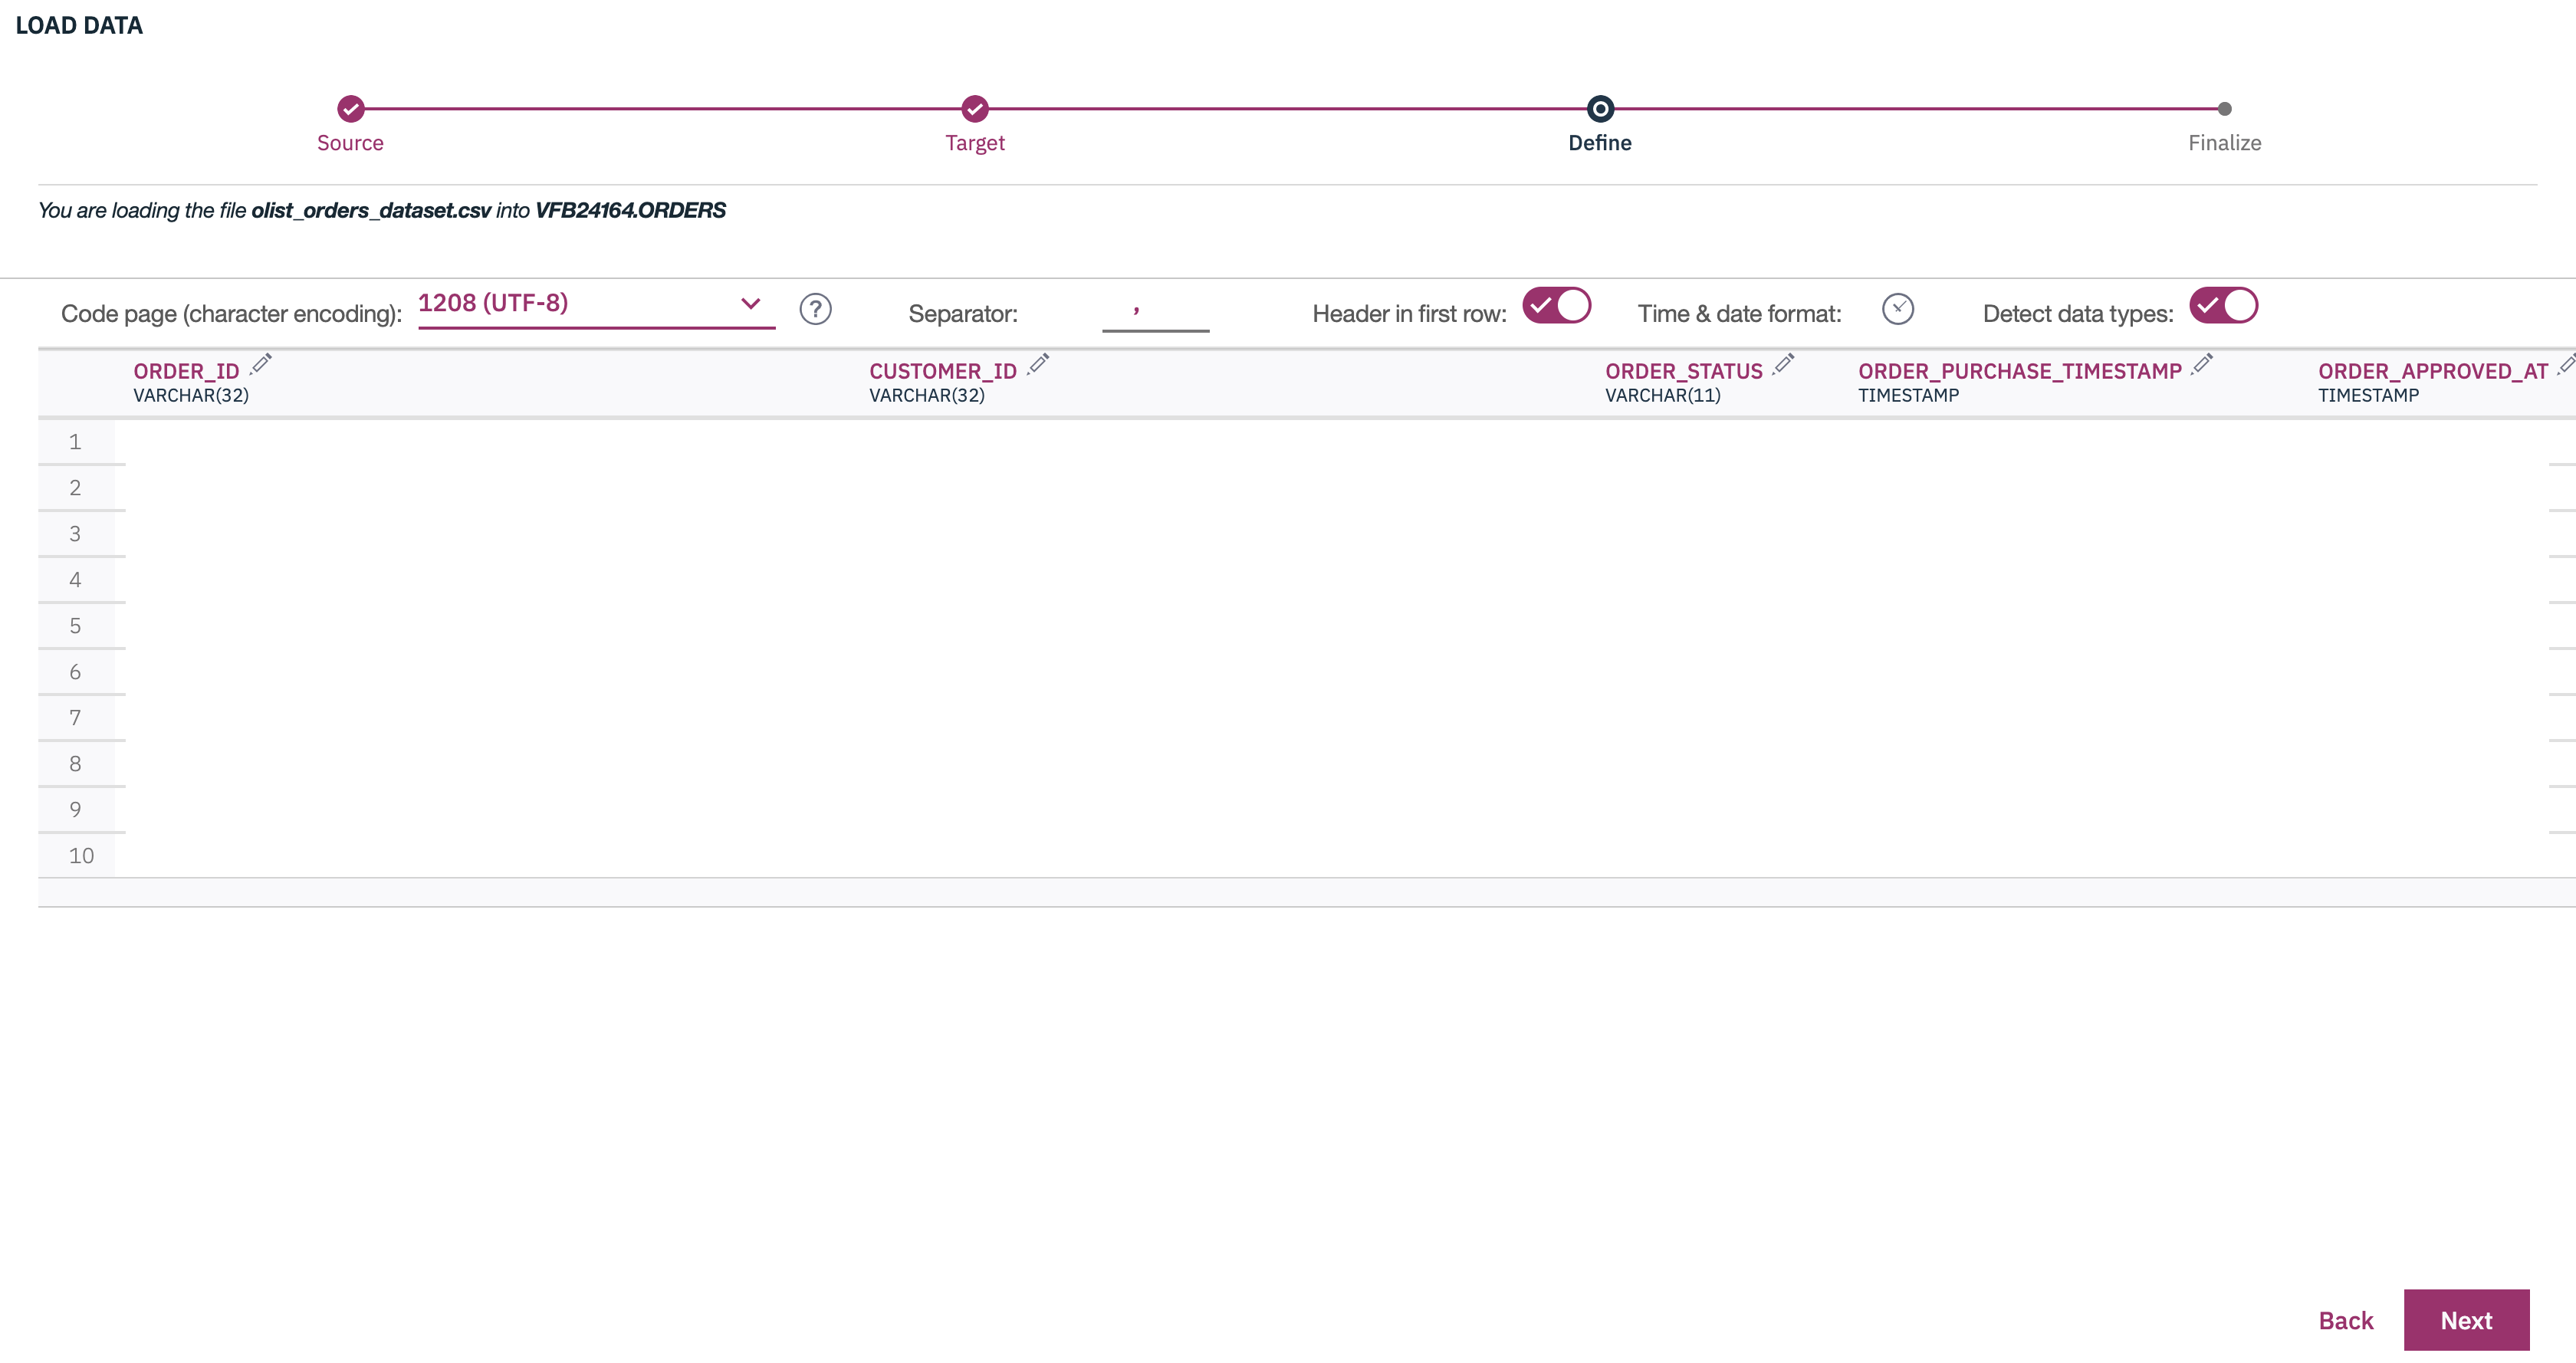 LOAD DATA
Source
Target
Define
Finalize
You are loading the file olist_orders_dataset.csv into VFB24164.ORDERS
Code page (character encoding): 1208 (UTF-8) ? Separator: , Header in first row: Time & date format: Detect data types:
ORDER_ID CUSTOMER_ID ORDER_STATUS ORDER_PURCHASE_TIMESTAMP ORDER_APPROVED_AT
VARCHAR(32) VARCHAR(32) VARCHAR(11) TIMESTAMP TIMESTAMP
1
2
3
4
5
6
7
8
9
10
Back Next